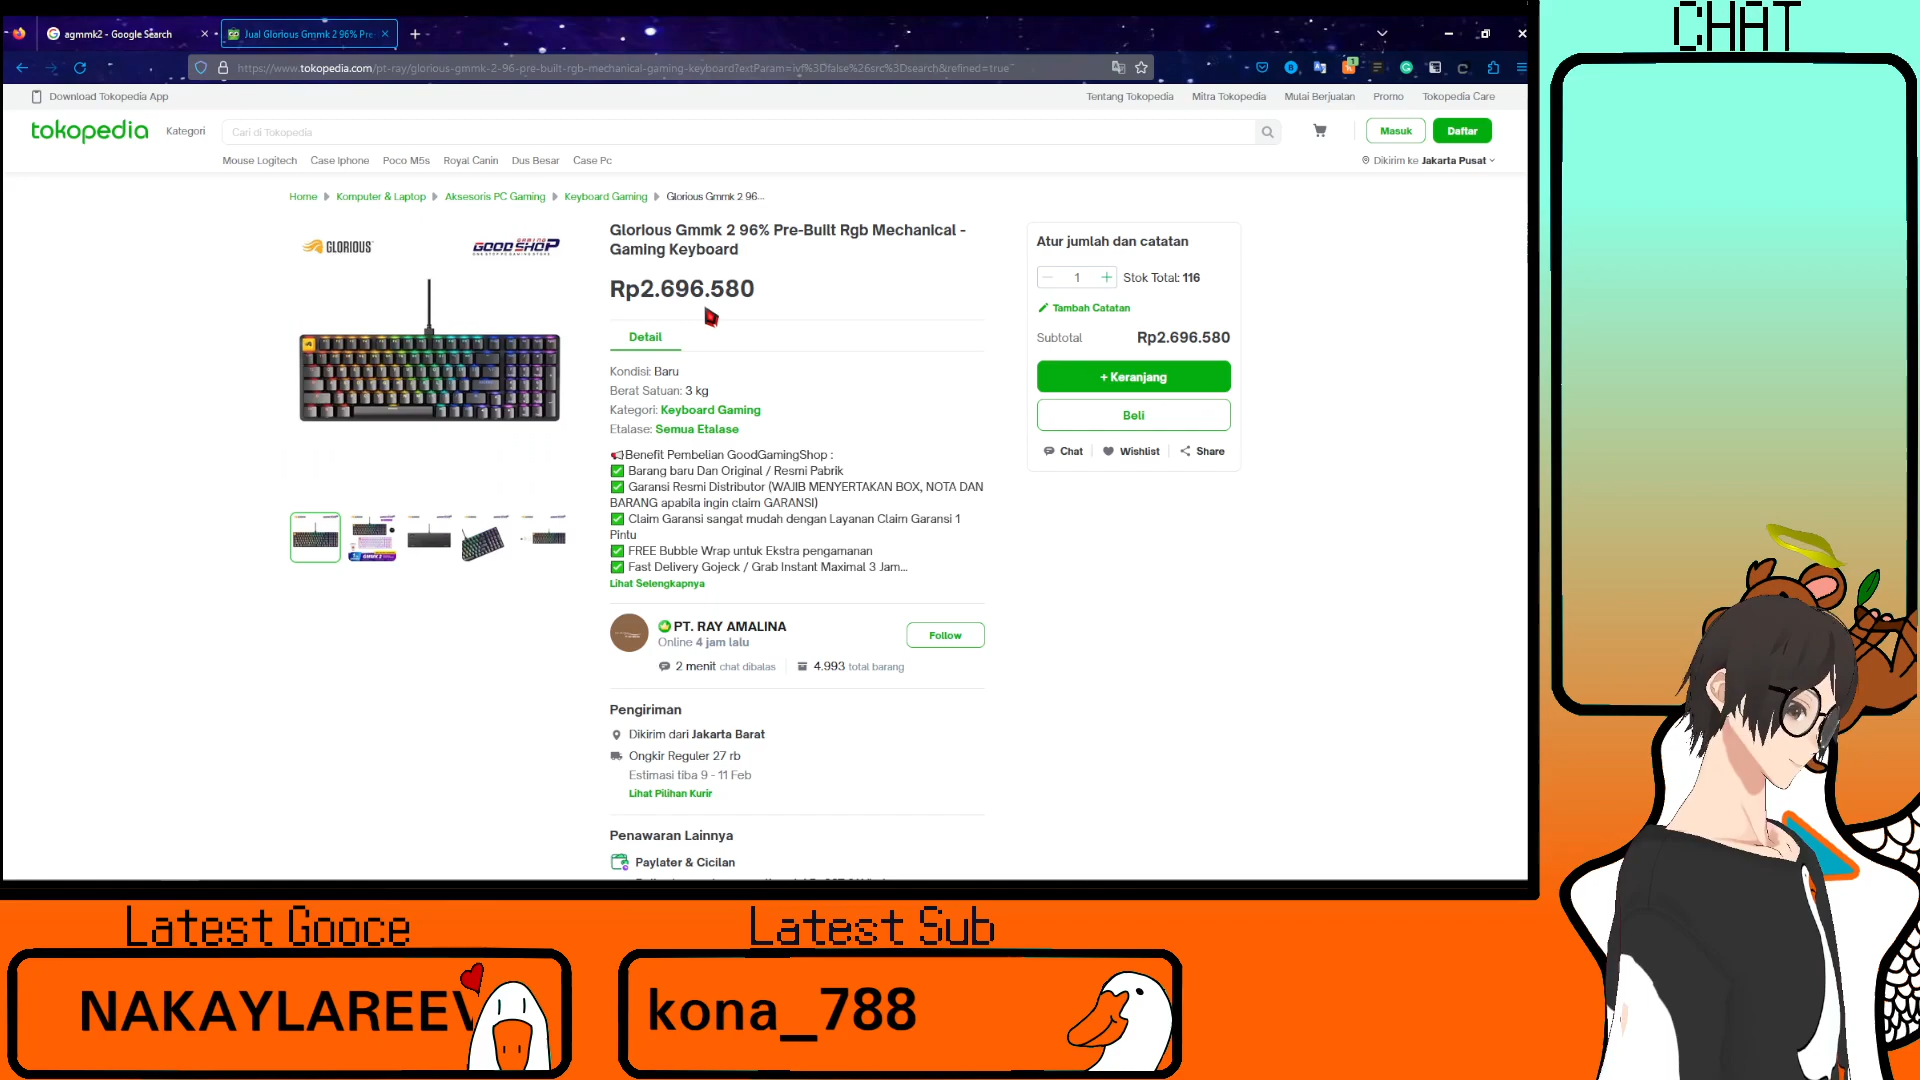 CHAT
agmmk2 - Google Search
Jual Glorious Gmmk 2 96% Pre
https://www.tokopedia.com/pt-ray/glorious-gmmk-2-96-pre-built-rgb-mechanical-gaming-keyboard?extParam=ivf%3Dfalse%26src%3Dsearch&refined=true
Download Tokopedia App
Tentang Tokopedia Mitra Tokopedia Mulai Berjualan Promo Tokopedia Care
tokopedia Kategori Cari di Tokopedia Masuk Daftar
Mouse Logitech Case Iphone Poco M5s Royal Canin Dus Besar Case Pc
Dikirim ke Jakarta Pusat
Home Komputer & Laptop Aksesoris PC Gaming Keyboard Gaming Glorious Gmmk 2 96...
GLORIOUS
GAMING
GOODSHOP
Glorious Gmmk 2 96% Pre-Built Rgb Mechanical -
Gaming Keyboard
Rp2.696.580
Detail
Kondisi: Baru
Berat Satuan: 3 kg
Kategori: Keyboard Gaming
Etalase: Semua Etalase
Benefit Pembelian GoodGamingShop :
Barang baru Dan Original / Resmi Pabrik
Garansi Resmi Distributor (WAJIB MENYERTAKAN BOX, NOTA DAN
BARANG apabila ingin claim GARANSI)
Claim Garansi sangat mudah dengan Layanan Claim Garansi 1
Pintu
FREE Bubble Wrap untuk Ekstra pengamanan
Fast Delivery Gojeck / Grab Instant Maximal 3 Jam...
Lihat Selengkapnya
PT. RAY AMALINA
Online 4 jam lalu
Follow
2 menit chat dibalas 4.993 total barang
Pengiriman
Dikirim dari Jakarta Barat
Ongkir Reguler 27 rb
Estimasi tiba 9 - 11 Feb
Lihat Pilihan Kurir
Penawaran Lainnya
Paylater & Cicilan
Atur jumlah dan catatan
1 Stok Total: 116
Tambah Catatan
Subtotal Rp2.696.580
+ Keranjang
Beli
Chat Wishlist Share
Latest Gooce
NAKAYLAREEV
Latest Sub
kona_788